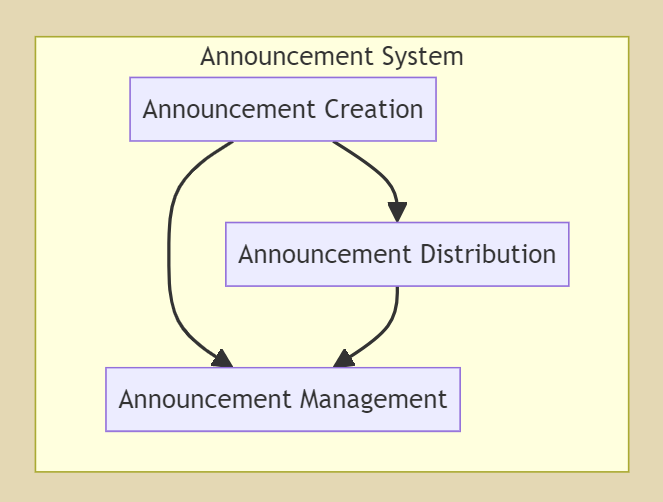 Announcement System
Announcement Creation
Announcement Distribution
Announcement Management